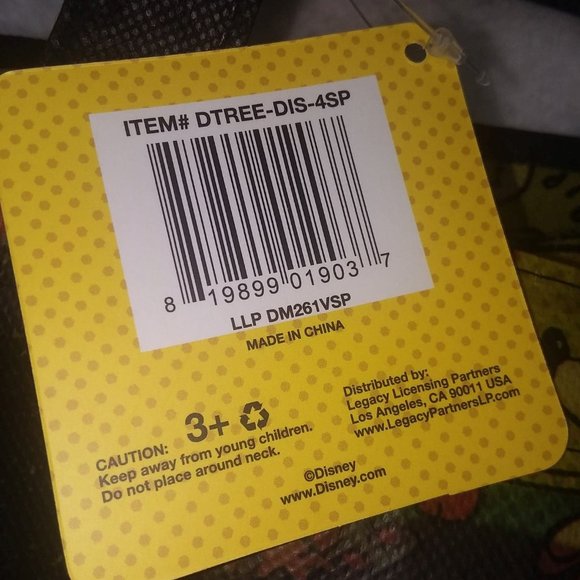 ITEM# DTREE-DIS-4SP
8 19899 01903 7
LLP DM261VSP
MADE IN CHINA
3+
CAUTION:
Keep away from young children.
Do not place around neck.
Distributed by:
Legacy Licensing Partners
Los Angeles, CA 90011 USA
www.LegacyPartnersLP.com
©Disney
www.Disney.com